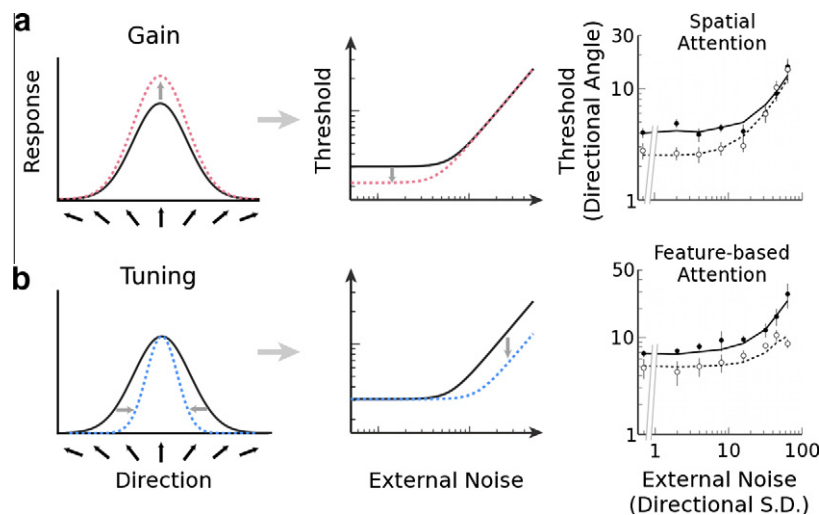 a
Gain
Response
Threshold
Spatial
Attention
Threshold
(Directional Angle)
30
10
1
b
Tuning
Direction
External Noise
Feature-based
Attention
50
10
1
1
10
100
External Noise
(Directional S.D.)